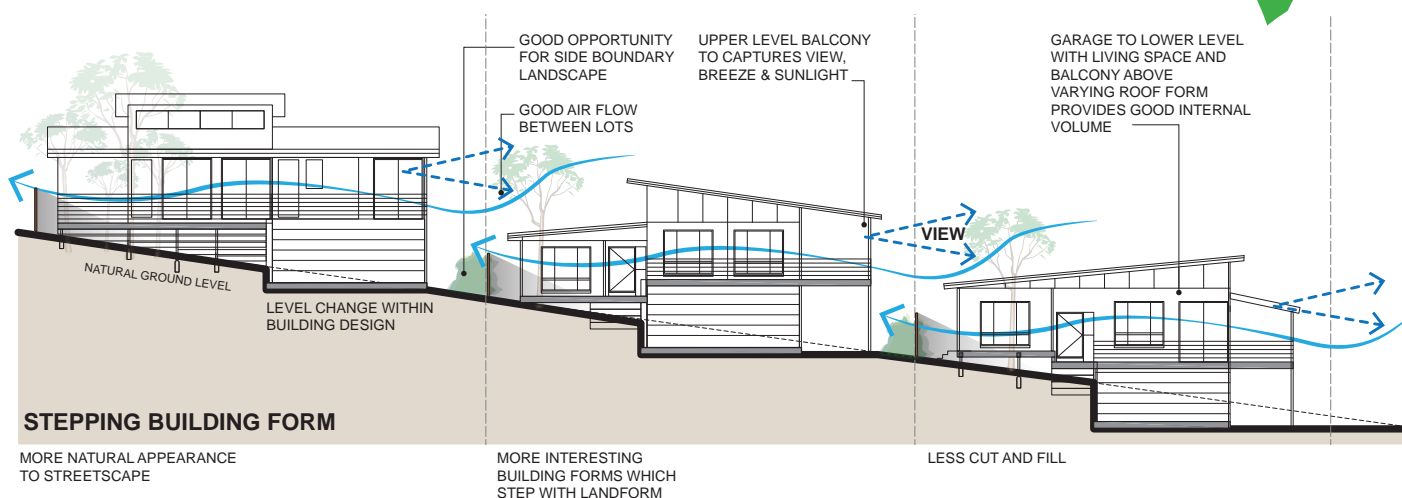 GOOD OPPORTUNITY
FOR SIDE BOUNDARY
LANDSCAPE
GOOD AIR FLOW
BETWEEN LOTS
UPPER LEVEL BALCONY
TO CAPTURES VIEW,
BREEZE & SUNLIGHT
GARAGE TO LOWER LEVEL
WITH LIVING SPACE AND
BALCONY ABOVE
VARYING ROOF FORM
PROVIDES GOOD INTERNAL
VOLUME
VIEW
NATURAL GROUND LEVEL
LEVEL CHANGE WITHIN
BUILDING DESIGN
STEPPING BUILDING FORM
MORE NATURAL APPEARANCE
TO STREETSCAPE
MORE INTERESTING
BUILDING FORMS WHICH
STEP WITH LANDFORM
LESS CUT AND FILL